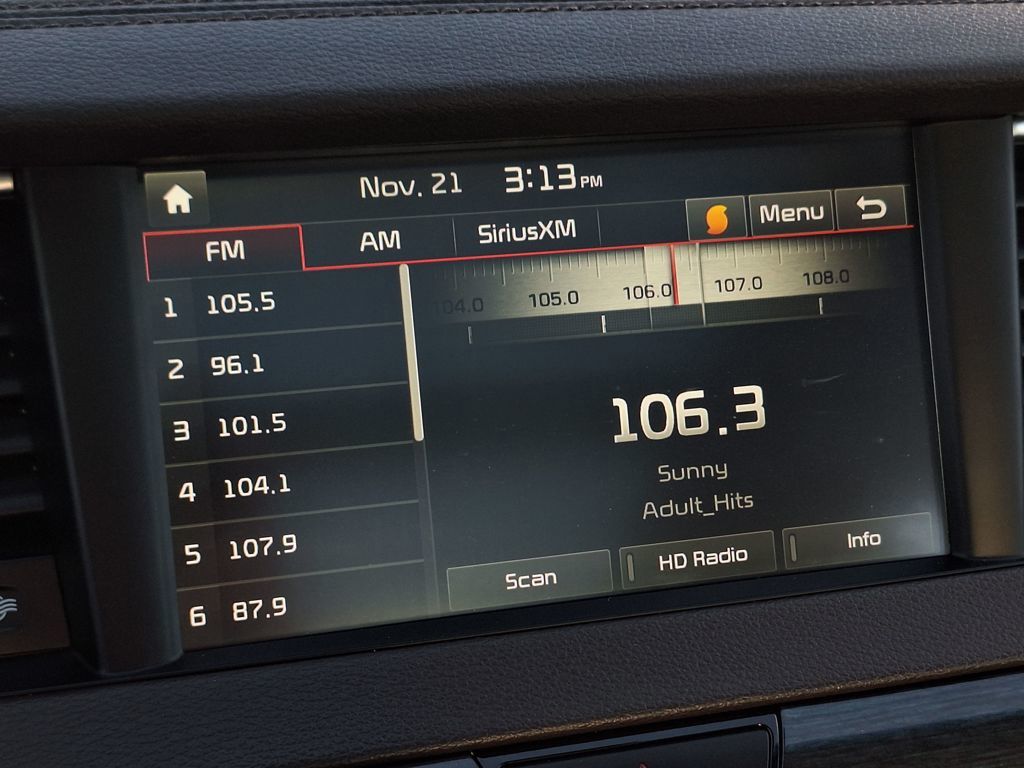 Nov. 21 3:13 PM
FM AM SiriusXM Menu
104.0 105.0 106.0 107.0 108.0
1 105.5
2 96.1
3 101.5
4 104.1
5 107.9
6 87.9
106.3
Sunny
Adult_Hits
Scan HD Radio Info